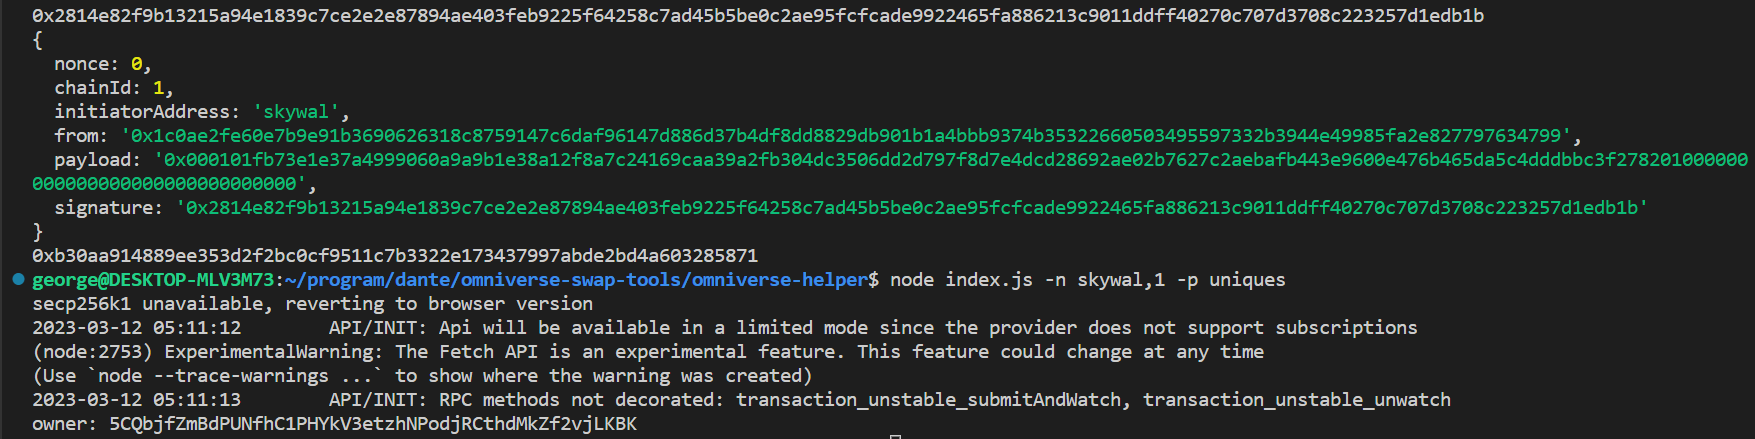 0x2814e82f9b13215a94e1839c7ce2e2e87894ae403feb9225f64258c7ad45b5be0c2ae95fcfcade9922465fa886213c9011ddff40270c707d3708c223257d1edb1b
{
  nonce: 0,
  chainId: 1,
  initiatorAddress: 'skywal',
  from: '0x1c0ae2fe60e7b9e91b3690626318c8759147c6daf96147d886d37b4df8dd8829db901b1a4bbb9374b35322660503495597332b3944e49985fa2e827797634799',
  payload: '0x000101fb73e1e37a4999060a9a9b1e38a12f8a7c24169caa39a2fb304dc3506dd2d797f8d7e4dcd28692ae02b7627c2aebafb443e9600e476b465da5c4dddbbc3f278201000000
000000000000000000000000',
  signature: '0x2814e82f9b13215a94e1839c7ce2e2e87894ae403feb9225f64258c7ad45b5be0c2ae95fcfcade9922465fa886213c9011ddff40270c707d3708c223257d1edb1b'
}
0xb30aa914889ee353d2f2bc0cf9511c7b3322e173437997abde2bd4a603285871
george@DESKTOP-MLV3M73:~/program/dante/omniverse-swap-tools/omniverse-helper$ node index.js -n skywal,1 -p uniques
secp256k1 unavailable, reverting to browser version
2023-03-12 05:11:12        API/INIT: Api will be available in a limited mode since the provider does not support subscriptions
(node:2753) ExperimentalWarning: The Fetch API is an experimental feature. This feature could change at any time
(Use `node --trace-warnings ...` to show where the warning was created)
2023-03-12 05:11:13        API/INIT: RPC methods not decorated: transaction_unstable_submitAndWatch, transaction_unstable_unwatch
owner: 5CQbjfZmBdPUNfhC1PHYkV3etzhNPodjRCthdMkZf2vjLKBK